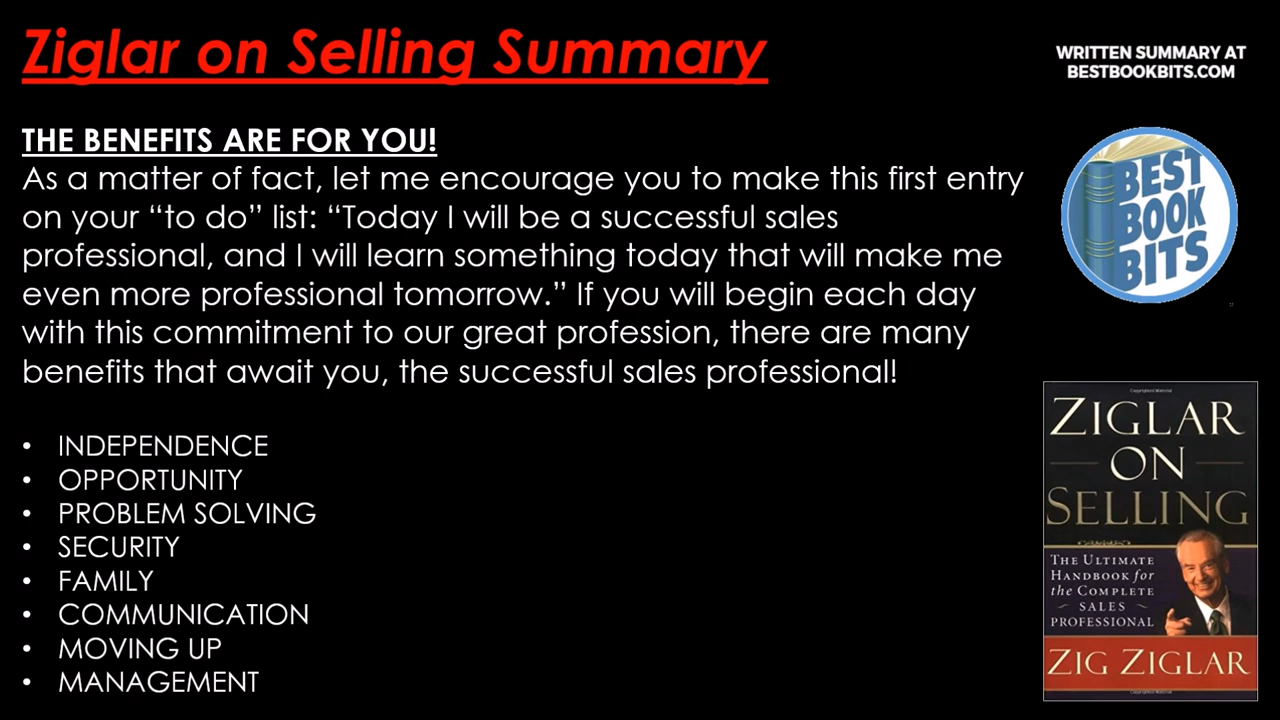 Ziglar on Selling Summary
WRITTEN SUMMARY AT
BESTBOOKBITS.COM
THE BENEFITS ARE FOR YOU!
As a matter of fact, let me encourage you to make this first entry
on your “to do” list: “Today I will be a successful sales
professional, and I will learn something today that will make me
even more professional tomorrow.” If you will begin each day
with this commitment to our great profession, there are many
benefits that await you, the successful sales professional!
• INDEPENDENCE
• OPPORTUNITY
• PROBLEM SOLVING
• SECURITY
• FAMILY
• COMMUNICATION
• MOVING UP
• MANAGEMENT
BEST
BOOK
BITS
ZIGLAR
ON
SELLING
THE ULTIMATE
HANDBOOK for
the COMPLETE
~ SALES ~
PROFESSIONAL
ZIG ZIGLAR